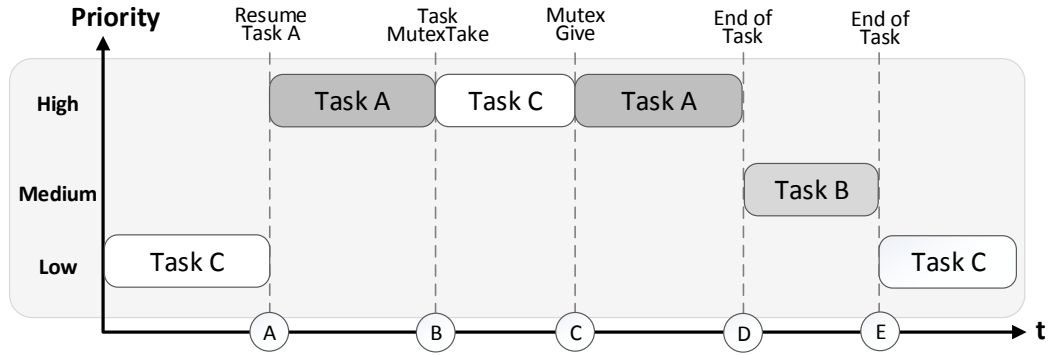 Priority
Resume
Task A
Task
MutexTake
Mutex
Give
End of
Task
End of
Task
High
Task A
Task C
Task A
Medium
Task B
Low
Task C
Task C
A
B
C
D
E
t